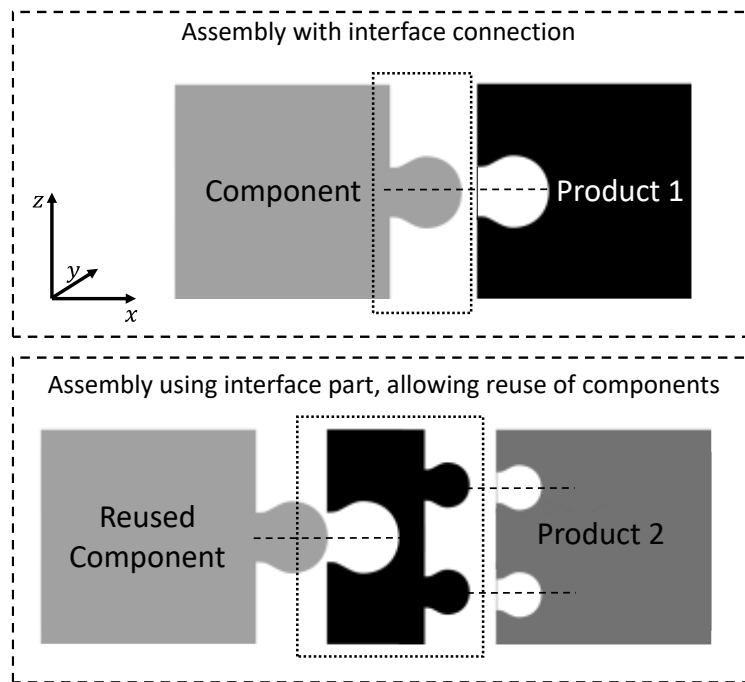 Assembly with interface connection
Component
Product 1
z
y
x
Assembly using interface part, allowing reuse of components
Reused
Component
Product 2